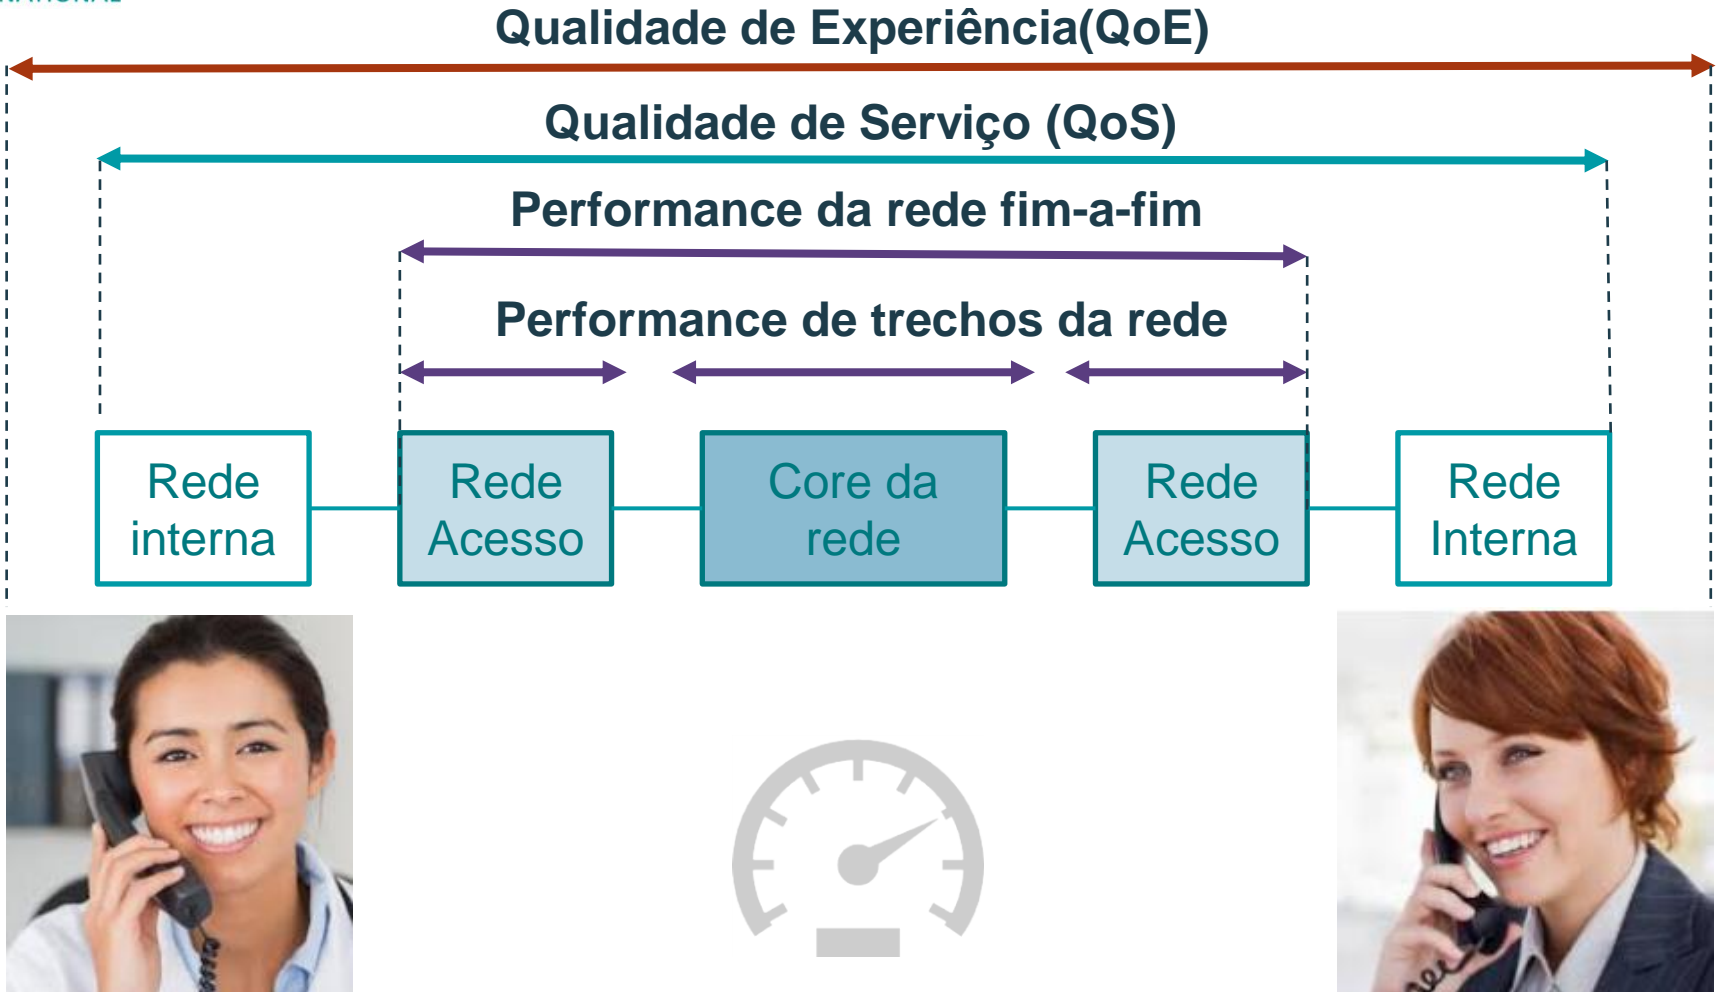 Qualidade de Experiência(QoE)
Qualidade de Serviço (QoS)
Performance da rede fim-a-fim
Performance de trechos da rede
Rede
interna
Rede
Acesso
Core da
rede
Rede
Acesso
Rede
Interna